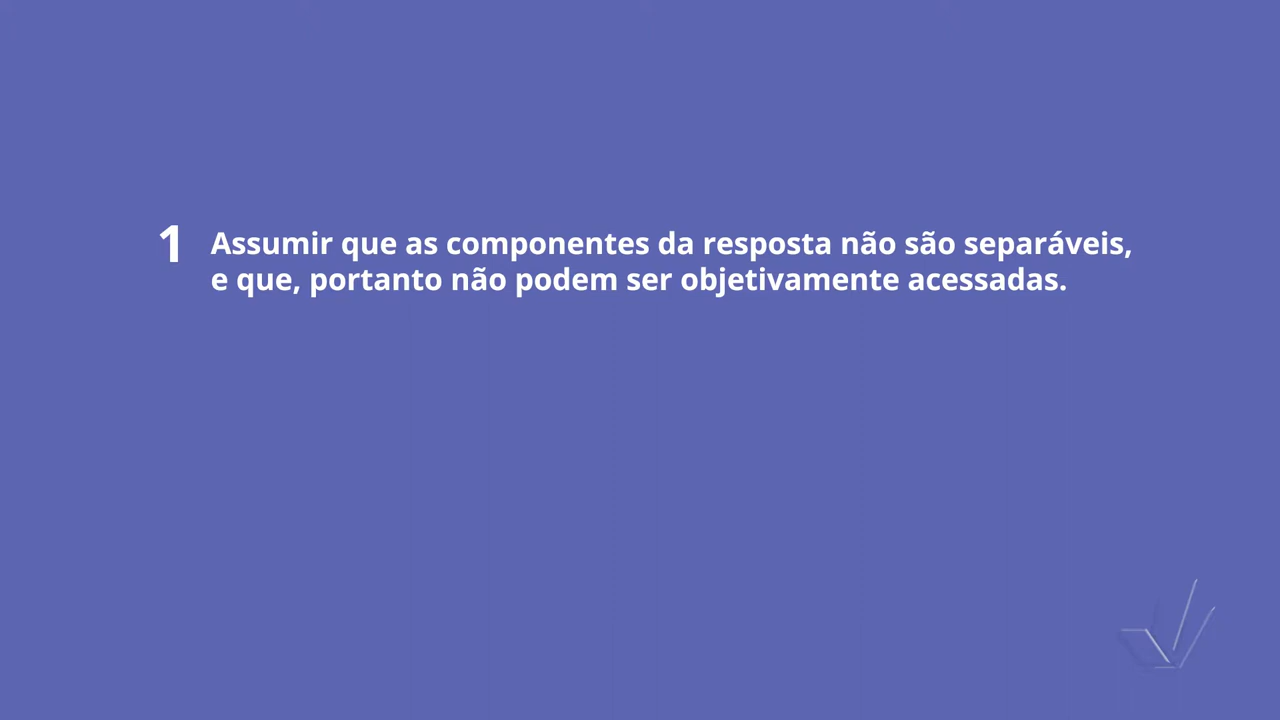 1 Assumir que as componentes da resposta não são separáveis,
e que, portanto não podem ser objetivamente acessadas.